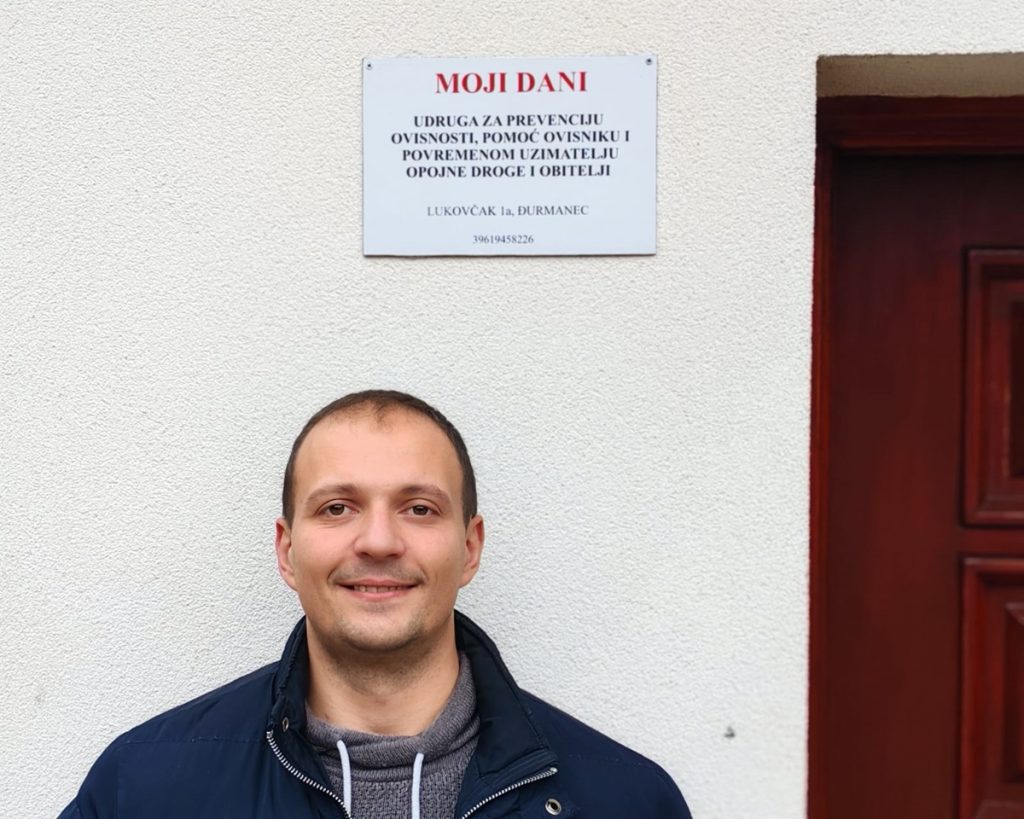 MOJI DANI
UDRUGA ZA PREVENCIJU
OVISNOSTI, POMOĆ OVISNIKU I
POVREMENOM UZIMATELJU
OPOJNE DROGE I OBITELJI
LUKOVČAK 1a, ĐURMANEC
39619458226